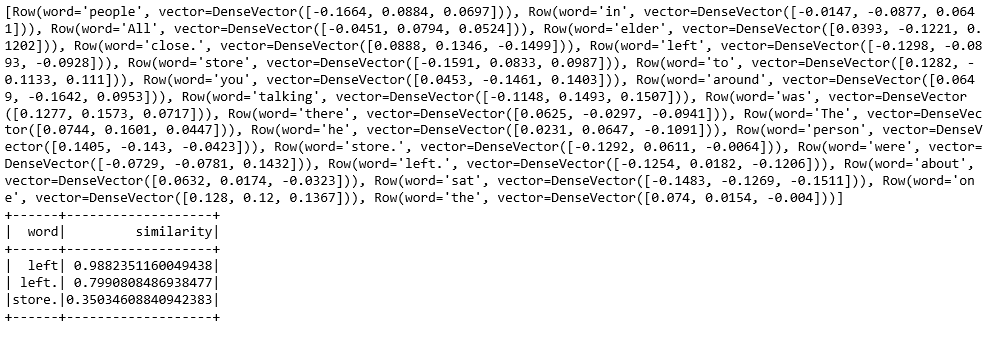 [Row(word='people', vector=DenseVector([-0.1664, 0.0884, 0.0697])), Row(word='in', vector=DenseVector([-0.0147, -0.0877, 0.064
1])), Row(word='All', vector=DenseVector([-0.0451, 0.0794, 0.0524])), Row(word='elder', vector=DenseVector([0.0393, -0.1221, 0.
1202])), Row(word='close.', vector=DenseVector([0.0888, 0.1346, -0.1499])), Row(word='left', vector=DenseVector([-0.1298, -0.08
93, -0.0928])), Row(word='store', vector=DenseVector([-0.1591, 0.0833, 0.0987])), Row(word='to', vector=DenseVector([0.1282, -
0.1133, 0.111])), Row(word='you', vector=DenseVector([0.0453, -0.1461, 0.1403])), Row(word='around', vector=DenseVector([0.064
9, -0.1642, 0.0953])), Row(word='talking', vector=DenseVector([-0.1148, 0.1493, 0.1507])), Row(word='was', vector=DenseVector
([0.1277, 0.1573, 0.0717])), Row(word='there', vector=DenseVector([0.0625, -0.0297, -0.0941])), Row(word='The', vector=DenseVec
tor([0.0744, 0.1601, 0.0447])), Row(word='he', vector=DenseVector([0.0231, 0.0647, -0.1091])), Row(word='person', vector=DenseV
ector([0.1405, -0.143, -0.0423])), Row(word='store.', vector=DenseVector([-0.1292, 0.0611, -0.0064])), Row(word='were', vector=
DenseVector([-0.0729, -0.0781, 0.1432])), Row(word='left.', vector=DenseVector([-0.1254, 0.0182, -0.1206])), Row(word='about',
vector=DenseVector([0.0632, 0.0174, -0.0323])), Row(word='sat', vector=DenseVector([-0.1483, -0.1269, -0.1511])), Row(word='on
e', vector=DenseVector([0.128, 0.12, 0.1367])), Row(word='the', vector=DenseVector([0.074, 0.0154, -0.004]))]
+------+-------------------+
|  word|         similarity|
+------+-------------------+
|  left| 0.9882351160049438|
| left.| 0.7990808486938477|
|store.|0.35034608840942383|
+------+-------------------+